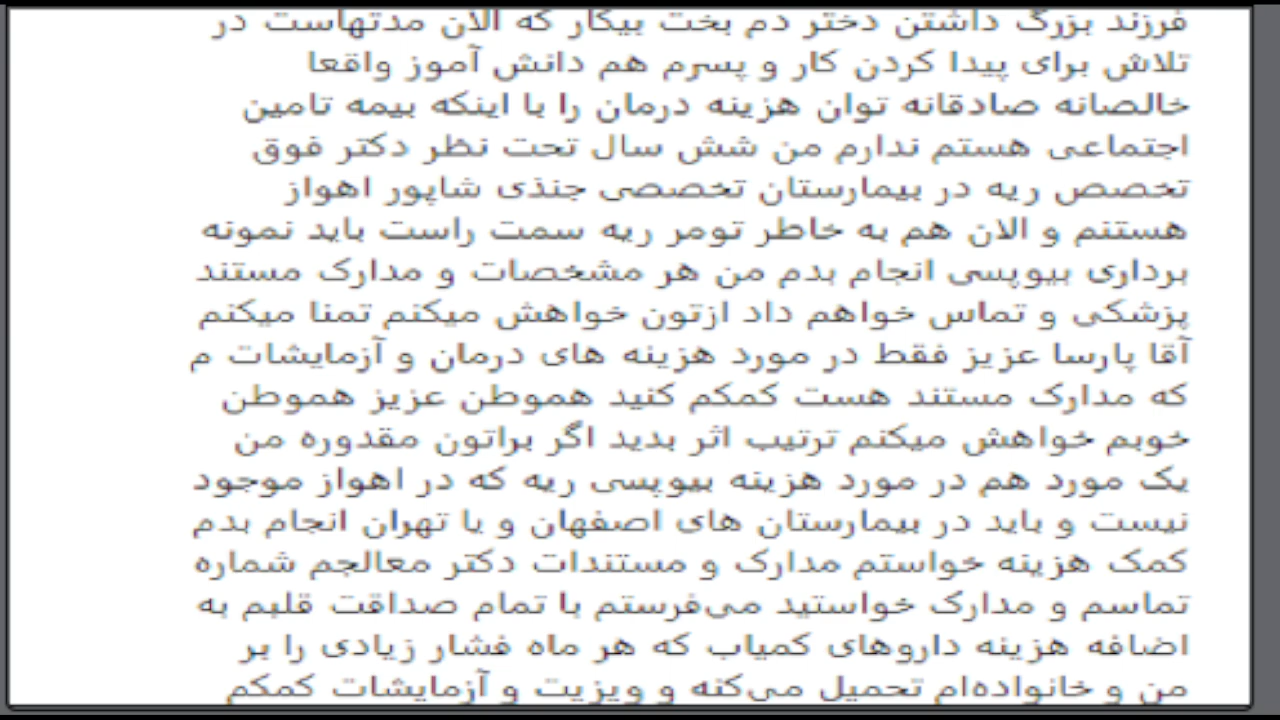 فرزند بزرگ داشتن دختر دم بخت بیکار که الان مدتهاست در
تلاش برای پیدا کردن کار و پسرم هم دانش آموز واقعا
خالصانه صادقانه توان هزینه درمان را با اینکه بیمه تامین
اجتماعی هستم ندارم من شش سال تحت نظر دکتر فوق
تخصص ریه در بیمارستان تخصصی جنذی شاپور اهواز
هستنم و الان هم به خاطر تومر ریه سمت راست باید نمونه
برداری بیوپسی انجام بدم من هر مشخصات و مدارک مستند
پزشکی و تماس خواهم داد ازتون خواهش میکنم تمنا میکنم
آقا پارسا عزیز فقط در مورد هزینه های درمان و آزمایشات م
که مدارک مستند هست کمکم کنید هموطن عزیز هموطن
خوبم خواهش میکنم ترتیب اثر بدید اگر براتون مقدوره من
یک مورد هم در مورد هزینه بیوپسی ریه که در اهواز موجود
نیست و باید در بیمارستان های اصفهان و یا تهران انجام بدم
کمک هزینه خواستم مدارک و مستندات دکتر معالجم شماره
تماسم و مدارک خواستید می‌فرستم با تمام صداقت قلبم به
اضافه هزینه داروهای کمیاب که هر ماه فشار زیادی را بر
من و خانواده‌ام تحمیل می‌کنه و ویزیت و آزمایشات کمکم